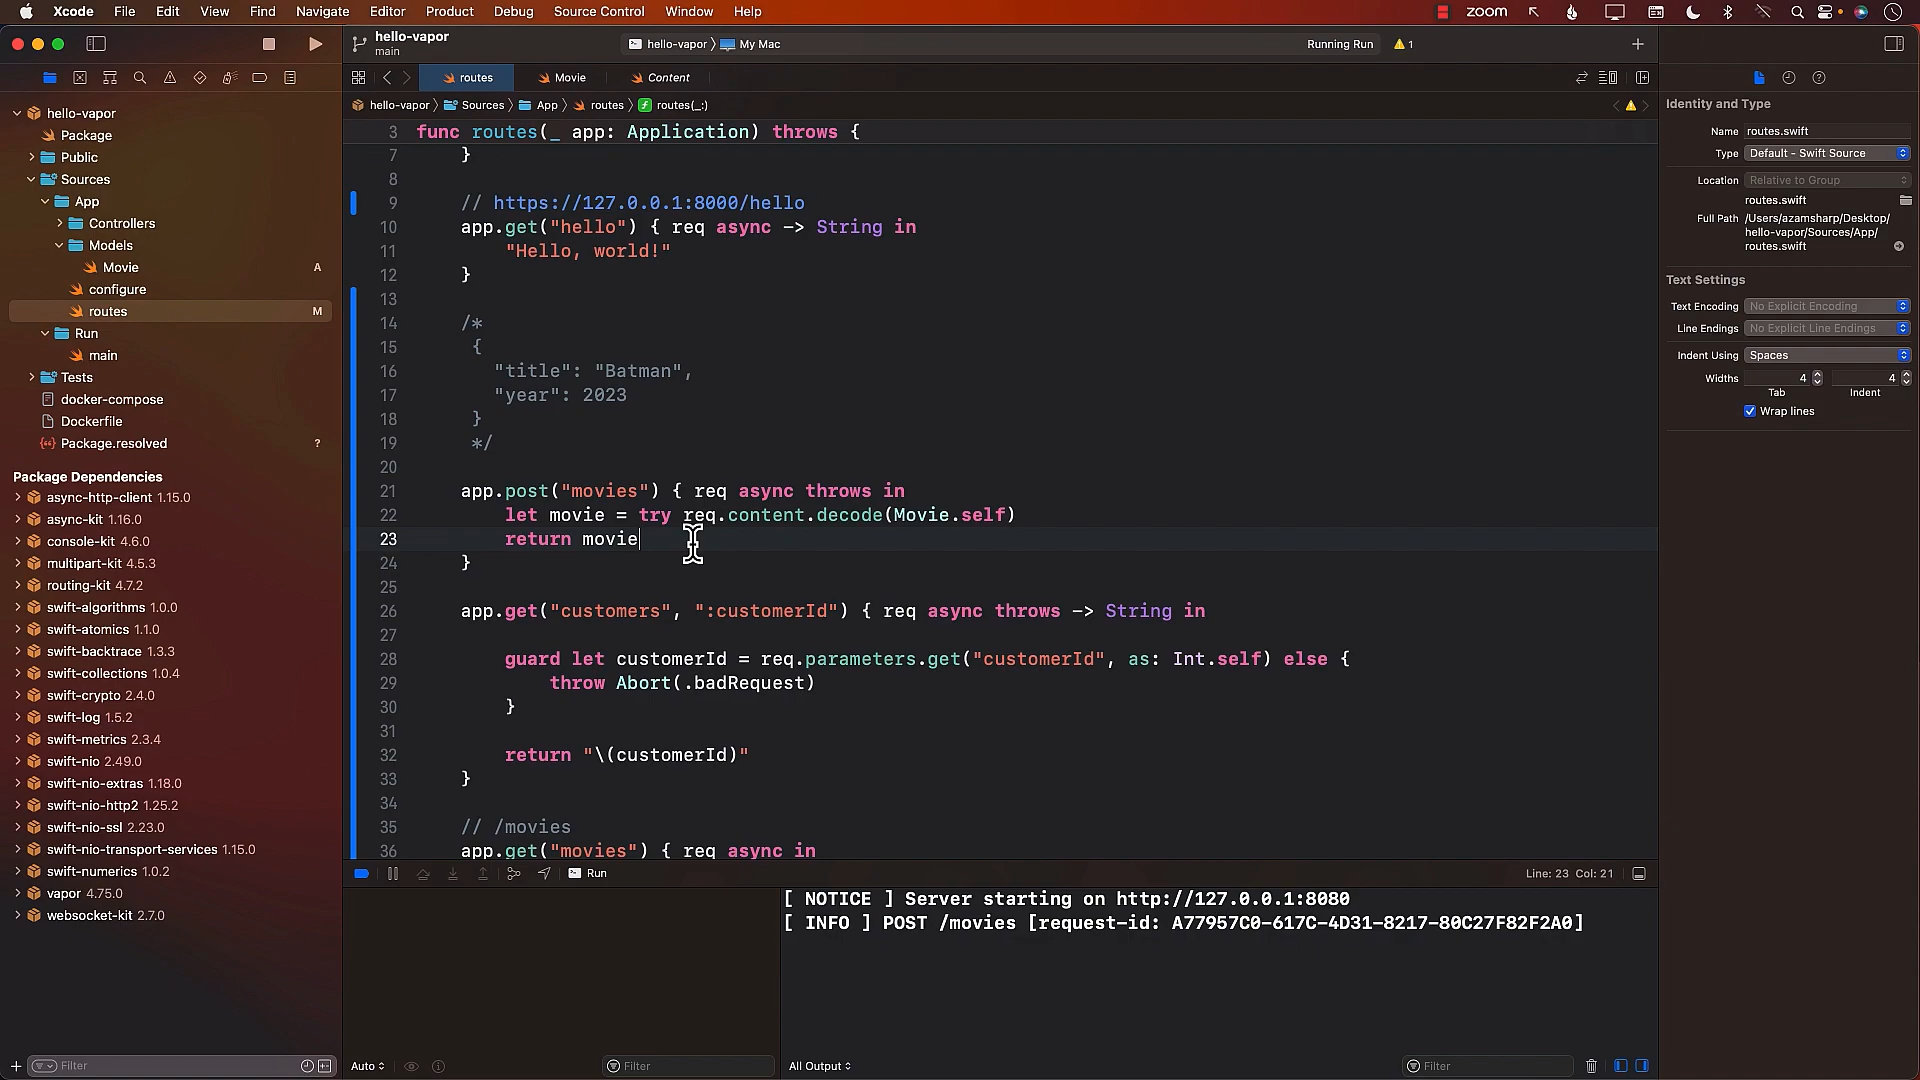 Xcode File Edit View Find Navigate Editor Product Debug Source Control Window Help zoom
hello-vapor
main
hello-vapor My Mac
Running Run 1
routes Movie Content
hello-vapor Sources App routes routes(_:)
hello-vapor
Package
Public
Sources
App
Controllers
Models
Movie A
configure
routes M
Run
main
Tests
docker-compose
Dockerfile
Package.resolved ?
Package Dependencies
async-http-client 1.15.0
async-kit 1.16.0
console-kit 4.6.0
multipart-kit 4.5.3
routing-kit 4.7.2
swift-algorithms 1.0.0
swift-atomics 1.1.0
swift-backtrace 1.3.3
swift-collections 1.0.4
swift-crypto 2.4.0
swift-log 1.5.2
swift-metrics 2.3.4
swift-nio 2.49.0
swift-nio-extras 1.18.0
swift-nio-http2 1.25.2
swift-nio-ssl 2.23.0
swift-nio-transport-services 1.15.0
swift-numerics 1.0.2
vapor 4.75.0
websocket-kit 2.7.0
Filter
3 func routes(_ app: Application) throws {
7 }
8
9 // https://127.0.0.1:8000/hello
10 app.get("hello") { req async -> String in
11 "Hello, world!"
12 }
13
14 /*
15 {
16 "title": "Batman",
17 "year": 2023
18 }
19 */
20
21 app.post("movies") { req async throws in
22 let movie = try req.content.decode(Movie.self)
23 return movie
24 }
25
26 app.get("customers", ":customerId") { req async throws -> String in
27
28 guard let customerId = req.parameters.get("customerId", as: Int.self) else {
29 throw Abort(.badRequest)
30 }
31
32 return "\(customerId)"
33 }
34
35 // /movies
36 app.get("movies") { req async in
Run
Line: 23 Col: 21
[ NOTICE ] Server starting on http://127.0.0.1:8080
[ INFO ] POST /movies [request-id: A77957C0-617C-4D31-8217-80C27F82F2A0]
Auto
Filter
All Output
Filter
Identity and Type
Name routes.swift
Type Default - Swift Source
Location Relative to Group
routes.swift
Full Path /Users/azamsharp/Desktop/
hello-vapor/Sources/App/
routes.swift
Text Settings
Text Encoding No Explicit Encoding
Line Endings No Explicit Line Endings
Indent Using Spaces
Widths 4 4
Tab Indent
Wrap lines